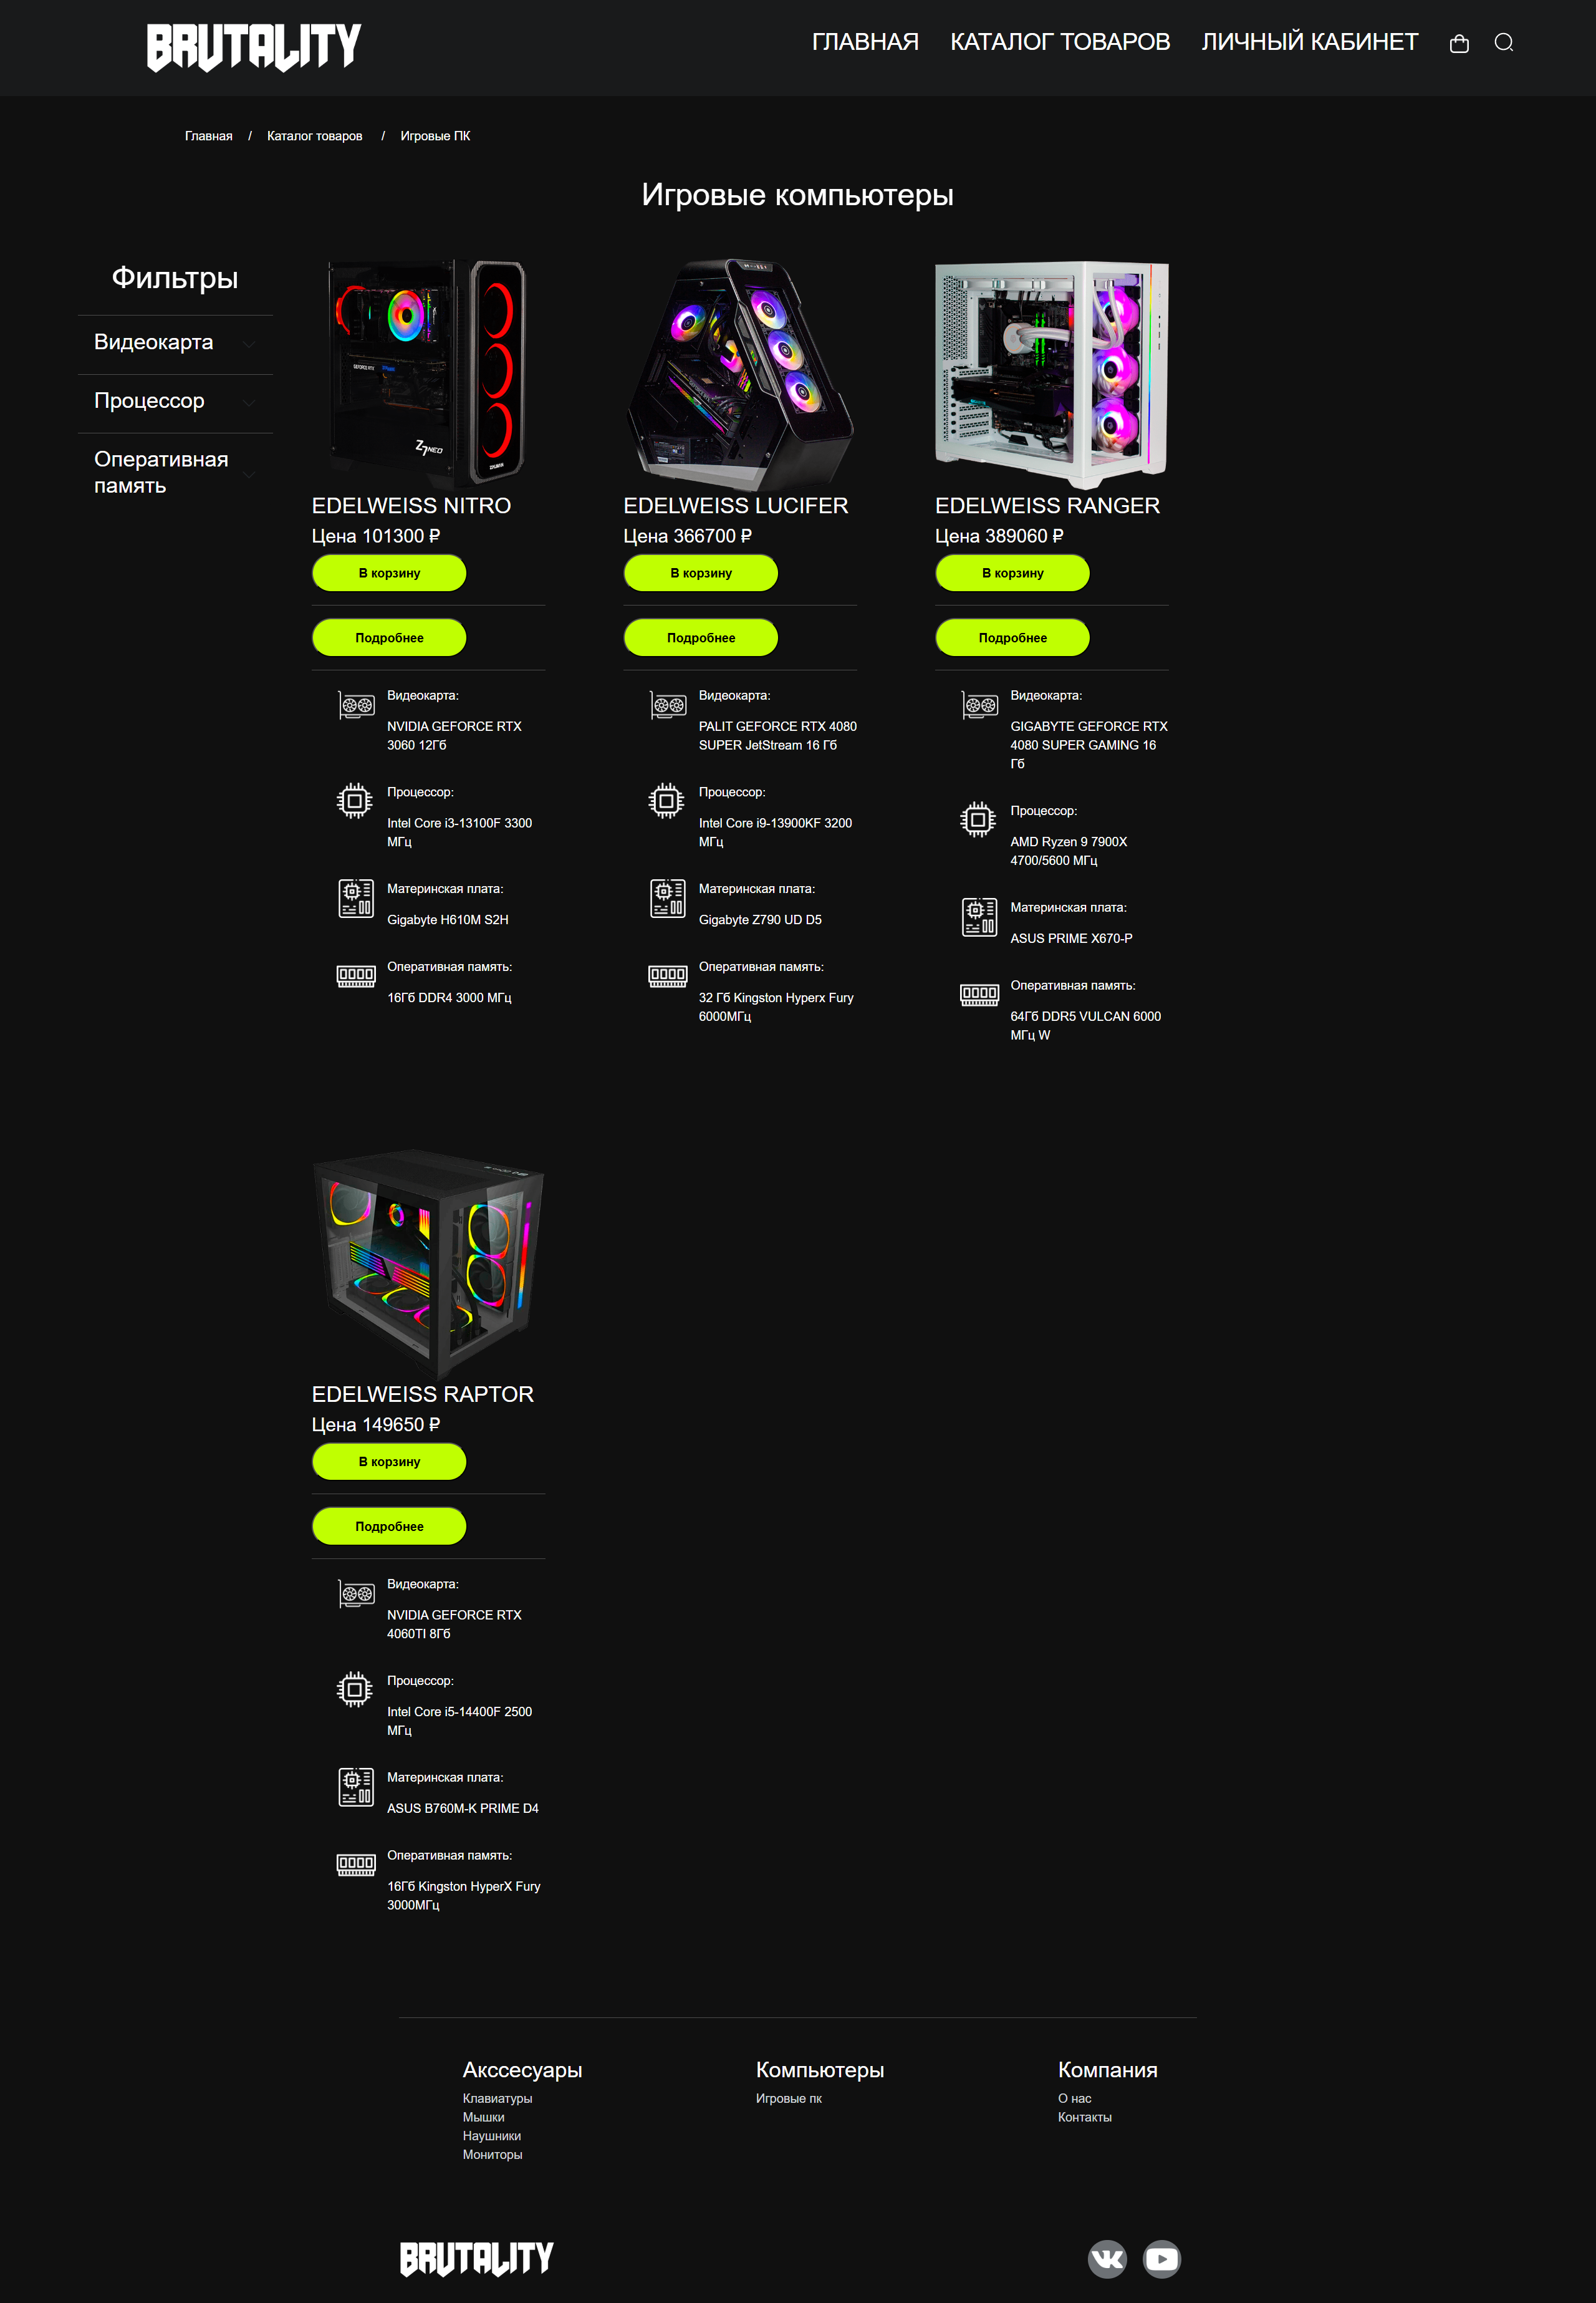 BRUTALITY
ГЛАВНАЯ КАТАЛОГ ТОВАРОВ ЛИЧНЫЙ КАБИНЕТ
Главная / Каталог товаров / Игровые ПК
Игровые компьютеры
Фильтры
Видеокарта
Процессор
Оперативная
память
GEFORCE RTX
Z7 NEO
ZALMAN
EDELWEISS NITRO
Цена 101300 ₽
В корзину
Подробнее
Видеокарта:
NVIDIA GEFORCE RTX
3060 12Гб
Процессор:
Intel Core i3-13100F 3300
МГц
Материнская плата:
Gigabyte H610M S2H
Оперативная память:
16Гб DDR4 3000 МГц
EDELWEISS LUCIFER
Цена 366700 ₽
В корзину
Подробнее
Видеокарта:
PALIT GEFORCE RTX 4080
SUPER JetStream 16 Гб
Процессор:
Intel Core i9-13900KF 3200
МГц
Материнская плата:
Gigabyte Z790 UD D5
Оперативная память:
32 Гб Kingston Hyperx Fury
6000МГц
EDELWEISS RANGER
Цена 389060 ₽
В корзину
Подробнее
Видеокарта:
GIGABYTE GEFORCE RTX
4080 SUPER GAMING 16
Гб
Процессор:
AMD Ryzen 9 7900X
4700/5600 МГц
Материнская плата:
ASUS PRIME X670-P
Оперативная память:
64Гб DDR5 VULCAN 6000
МГц W
EDELWEISS RAPTOR
Цена 149650 ₽
В корзину
Подробнее
Видеокарта:
NVIDIA GEFORCE RTX
4060TI 8Гб
Процессор:
Intel Core i5-14400F 2500
МГц
Материнская плата:
ASUS B760M-K PRIME D4
Оперативная память:
16Гб Kingston HyperX Fury
3000МГц
Акссесуары
Клавиатуры
Мышки
Наушники
Мониторы
Компьютеры
Игровые пк
Компания
О нас
Контакты
BRUTALITY